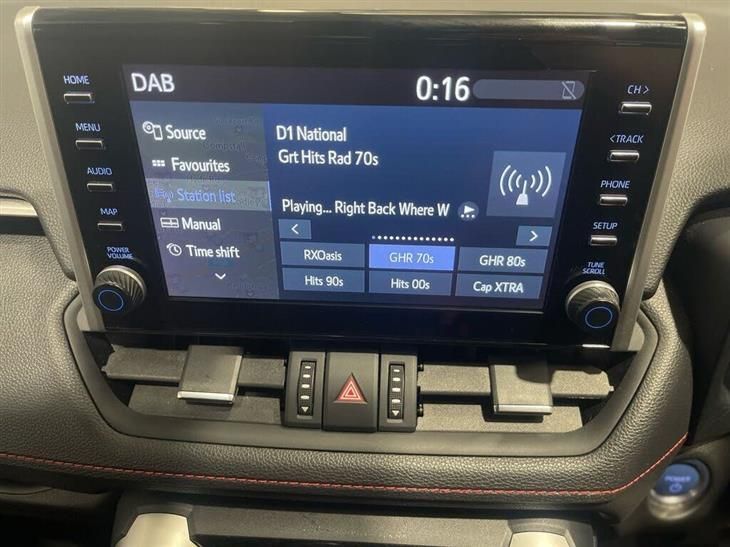 HOME
MENU
AUDIO
MAP
POWER
VOLUME
DAB
0:16
Source
Favourites
Station list
Manual
Time shift
D1 National
Grt Hits Rad 70s
Playing... Right Back Where W
< >
RXOasis GHR 70s GHR 80s
Hits 90s Hits 00s Cap XTRA
CH >
< TRACK
PHONE
SETUP
TUNE
SCROLL
POWER